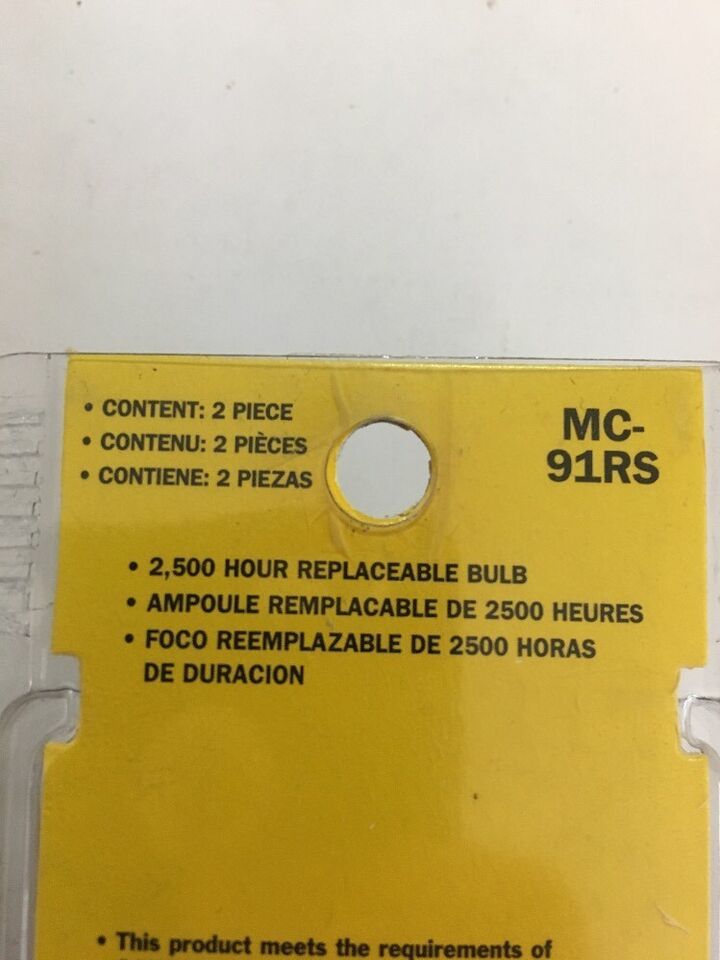 • CONTENT: 2 PIECE
• CONTENU: 2 PIÈCES
• CONTIENE: 2 PIEZAS
MC-
91RS
• 2,500 HOUR REPLACEABLE BULB
• AMPOULE REMPLACABLE DE 2500 HEURES
• FOCO REEMPLAZABLE DE 2500 HORAS
DE DURACION
• This product meets the requirements of